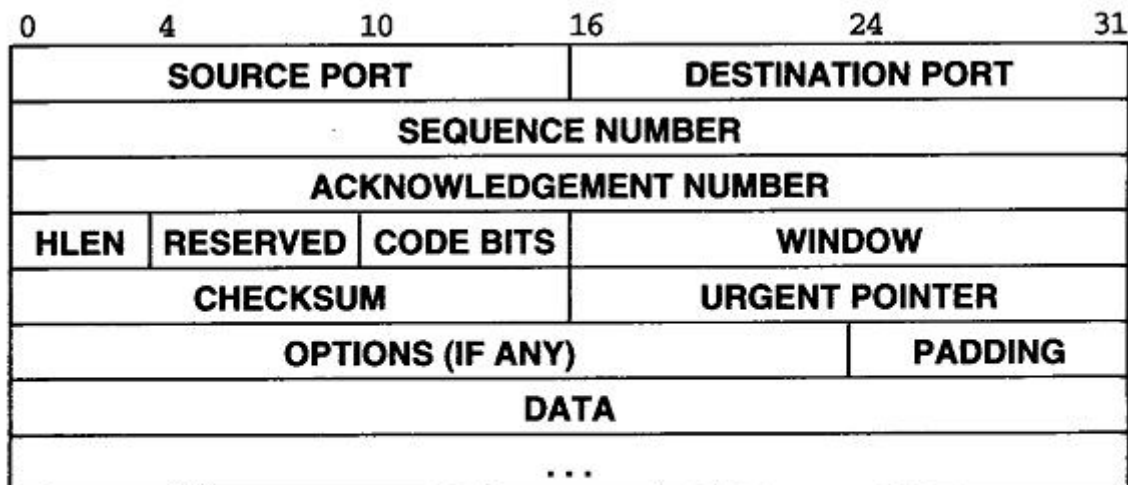 0 4 10 16 24 31
SOURCE PORT DESTINATION PORT
SEQUENCE NUMBER
ACKNOWLEDGEMENT NUMBER
HLEN RESERVED CODE BITS WINDOW
CHECKSUM URGENT POINTER
OPTIONS (IF ANY) PADDING
DATA
...